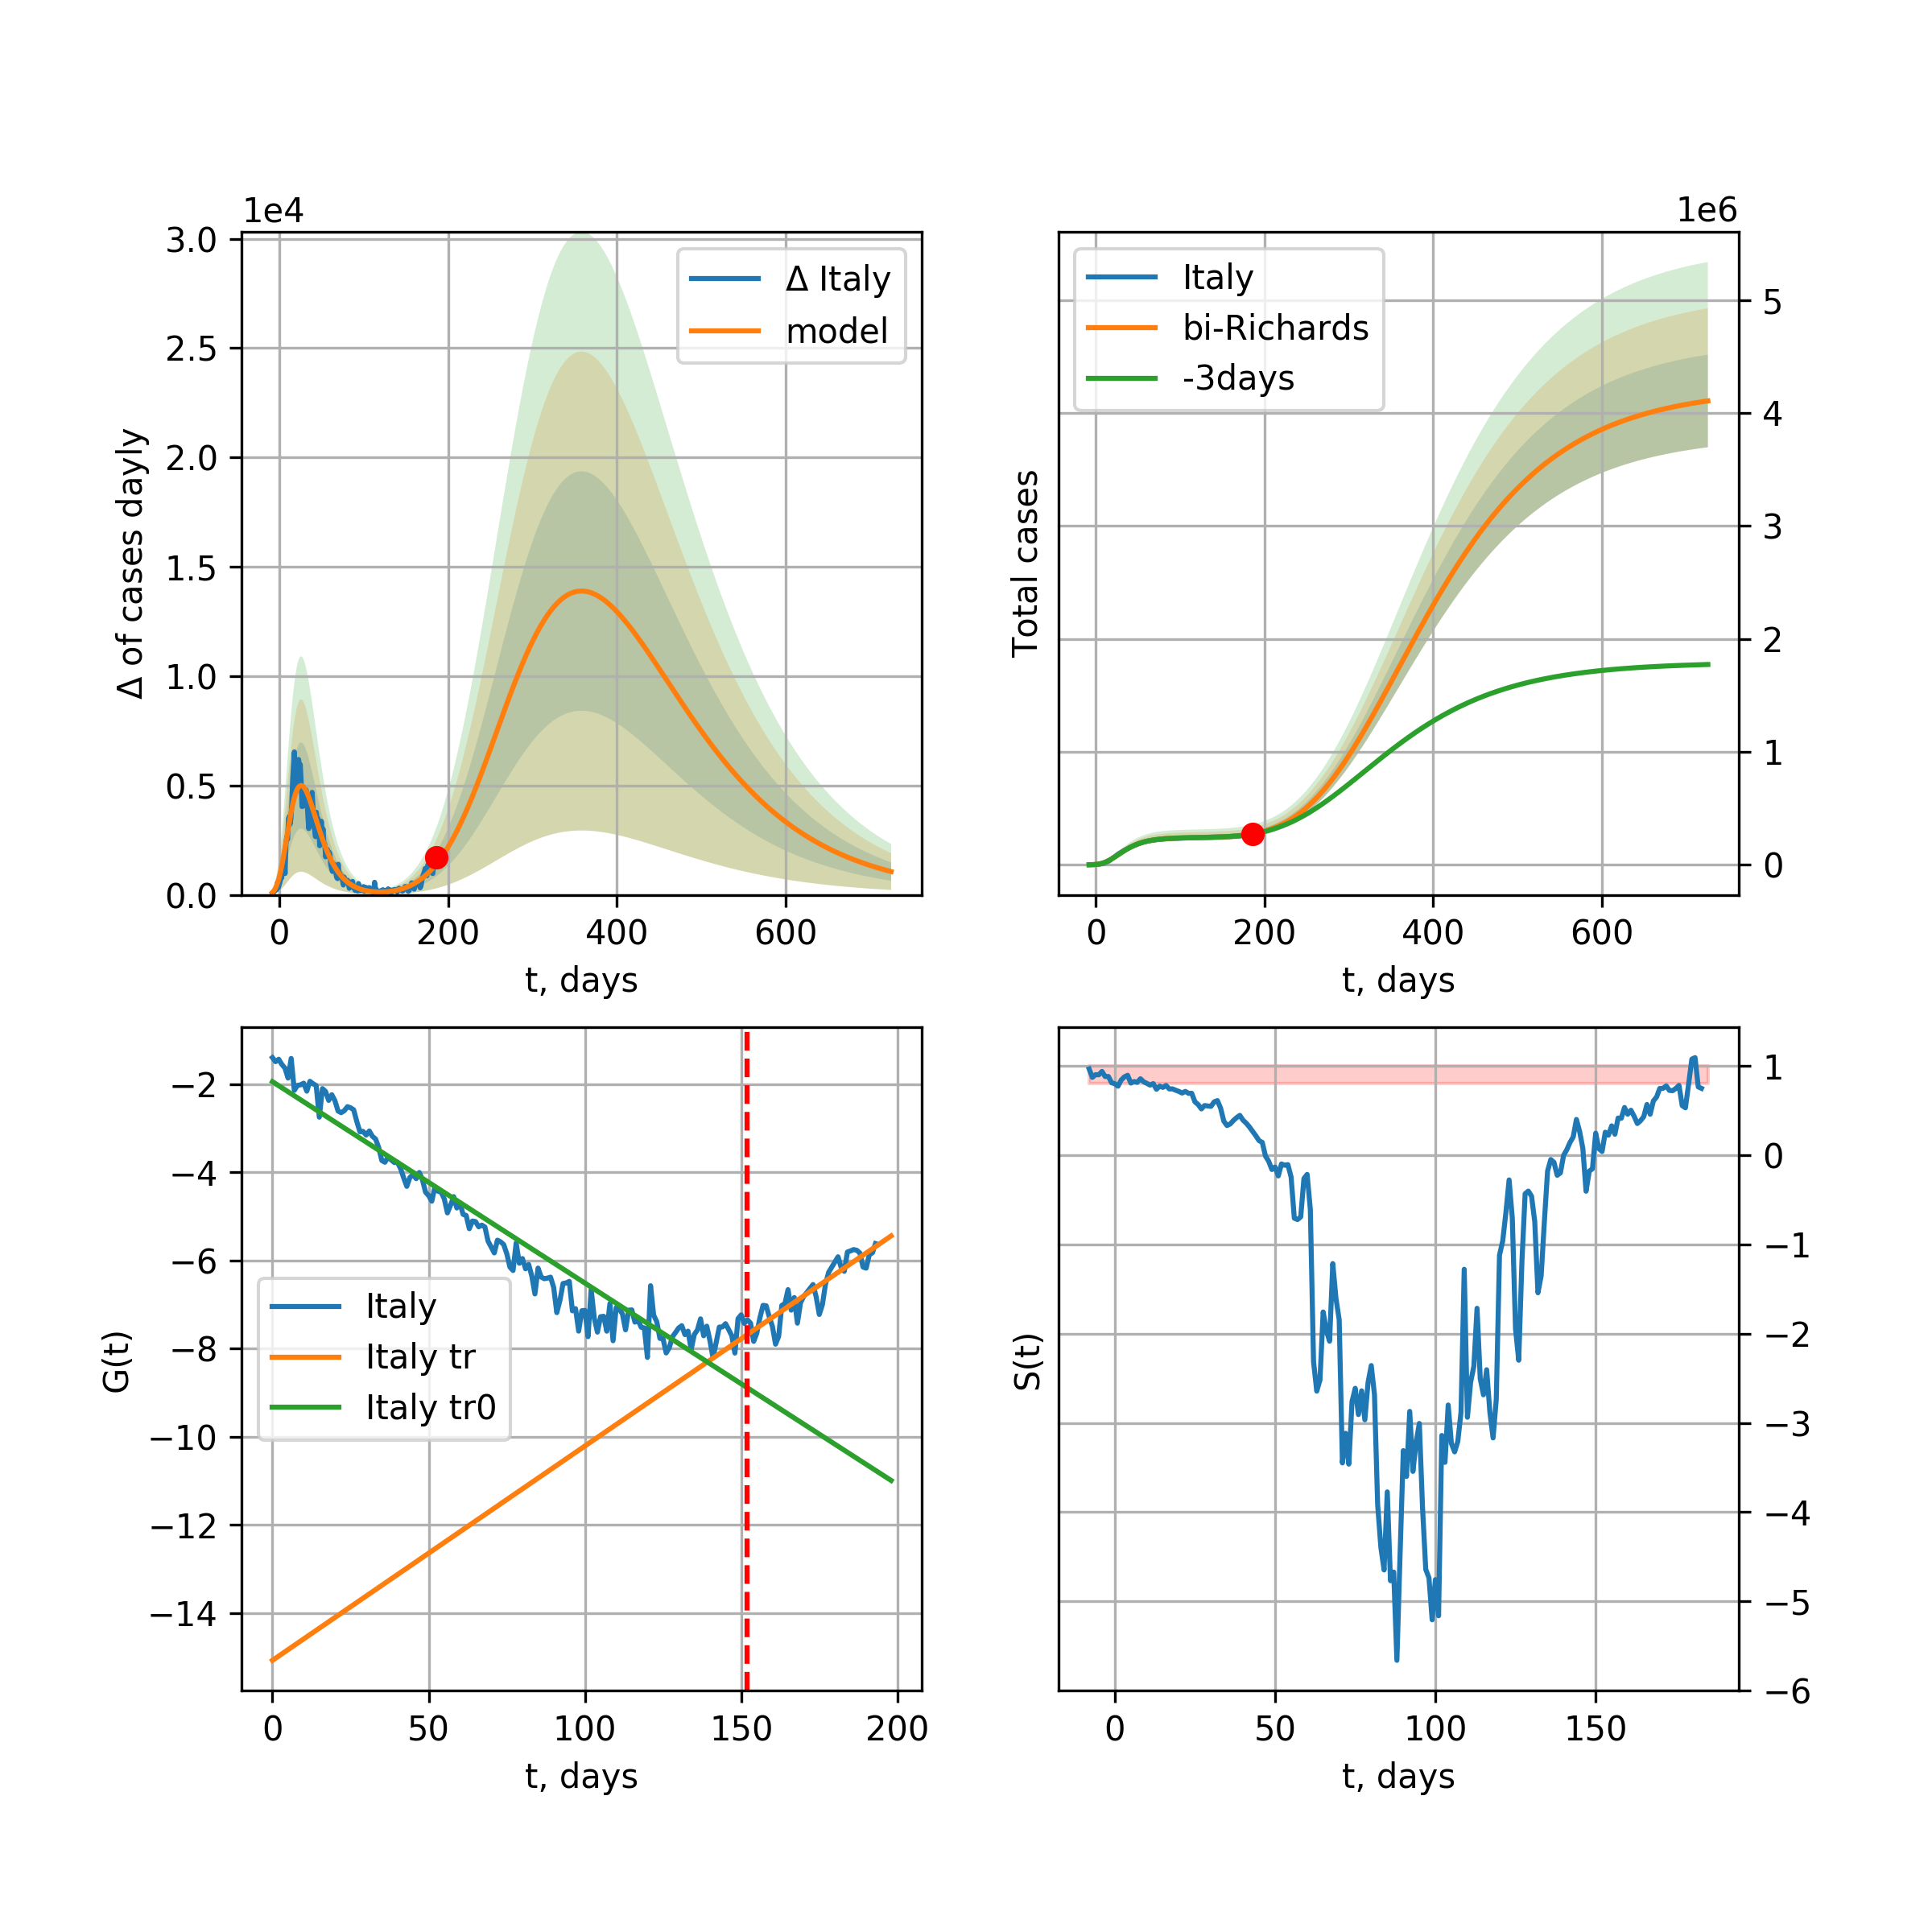 1e4
3.0
2.5
2.0
1.5
1.0
0.5
0.0
Δ of cases dayly
Δ Italy
model
0 200 400 600
t, days
1e6
Italy
bi-Richards
-3days
Total cases
5
4
3
2
1
0
0 200 400 600
t, days
−2
−4
−6
−8
−10
−12
−14
G(t)
Italy
Italy tr
Italy tr0
0 50 100 150 200
t, days
S(t)
1
0
−1
−2
−3
−4
−5
−6
0 50 100 150
t, days